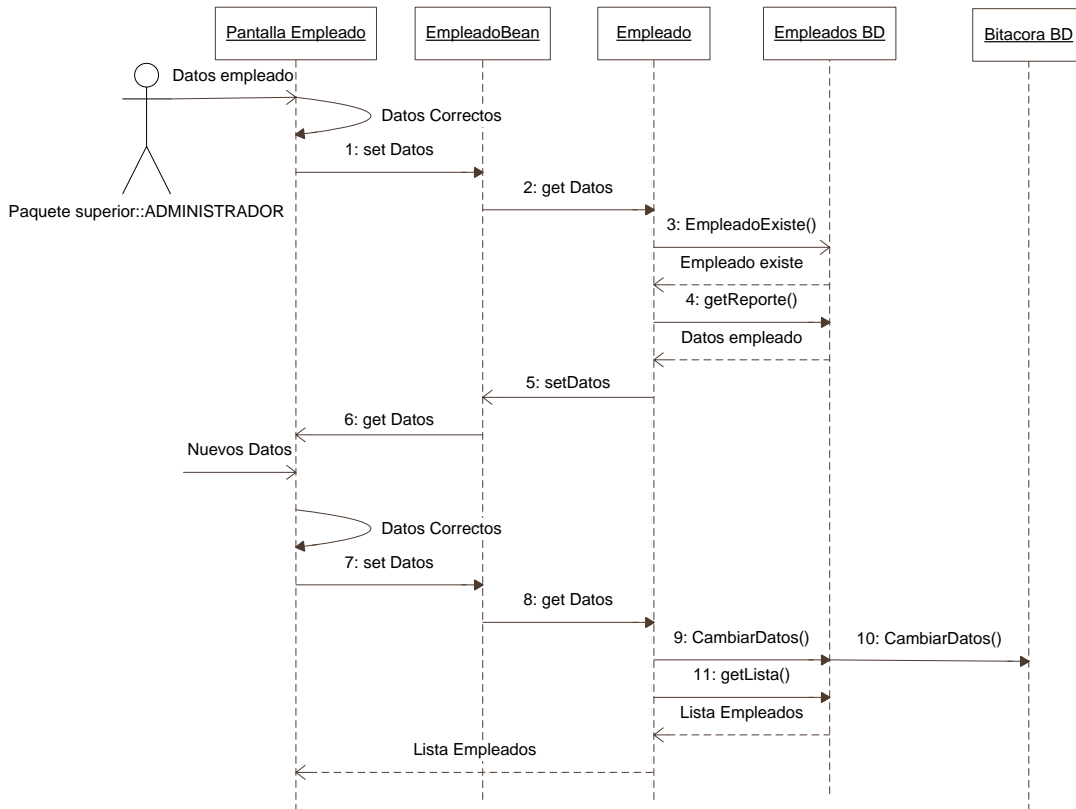 Pantalla Empleado
EmpleadoBean
Empleado
Empleados BD
Bitacora BD
Datos empleado
Datos Correctos
1: set Datos
2: get Datos
Paquete superior::ADMINISTRADOR
3: EmpleadoExiste()
Empleado existe
4: getReporte()
Datos empleado
5: setDatos
6: get Datos
Nuevos Datos
Datos Correctos
7: set Datos
8: get Datos
9: CambiarDatos()
10: CambiarDatos()
11: getLista()
Lista Empleados
Lista Empleados